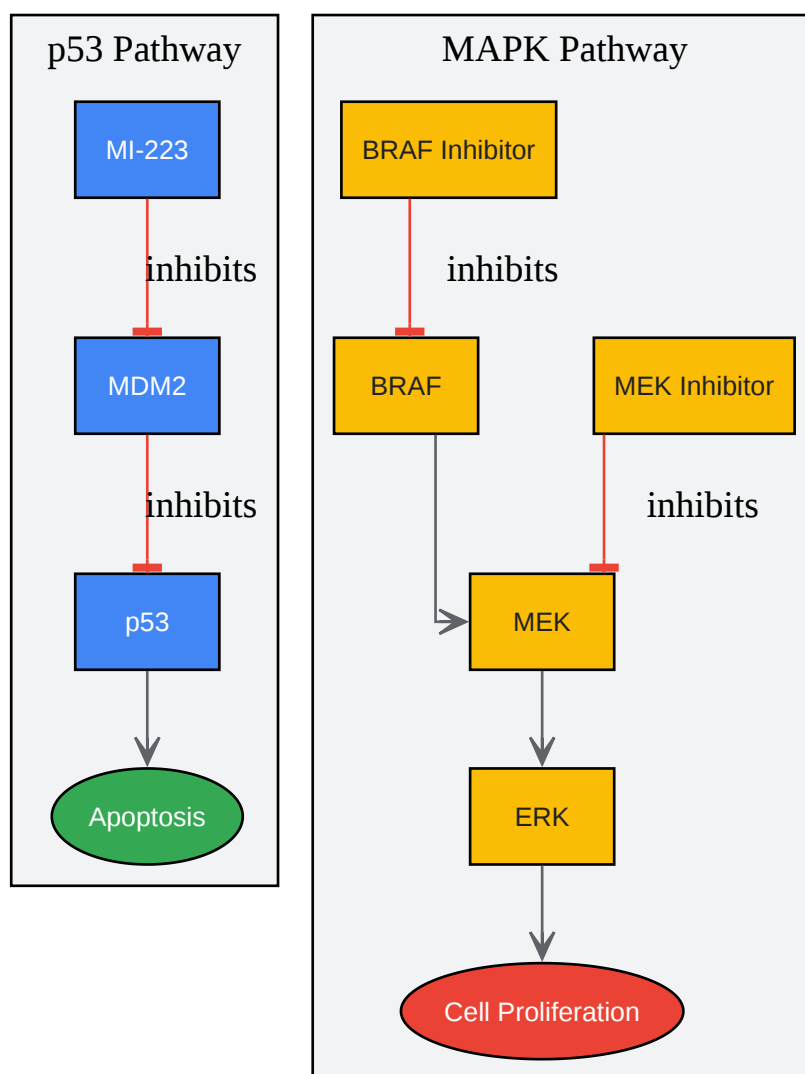 p53 Pathway
MI-223
inhibits
MDM2
inhibits
p53
Apoptosis
MAPK Pathway
BRAF Inhibitor
inhibits
BRAF
MEK Inhibitor
inhibits
MEK
ERK
Cell Proliferation